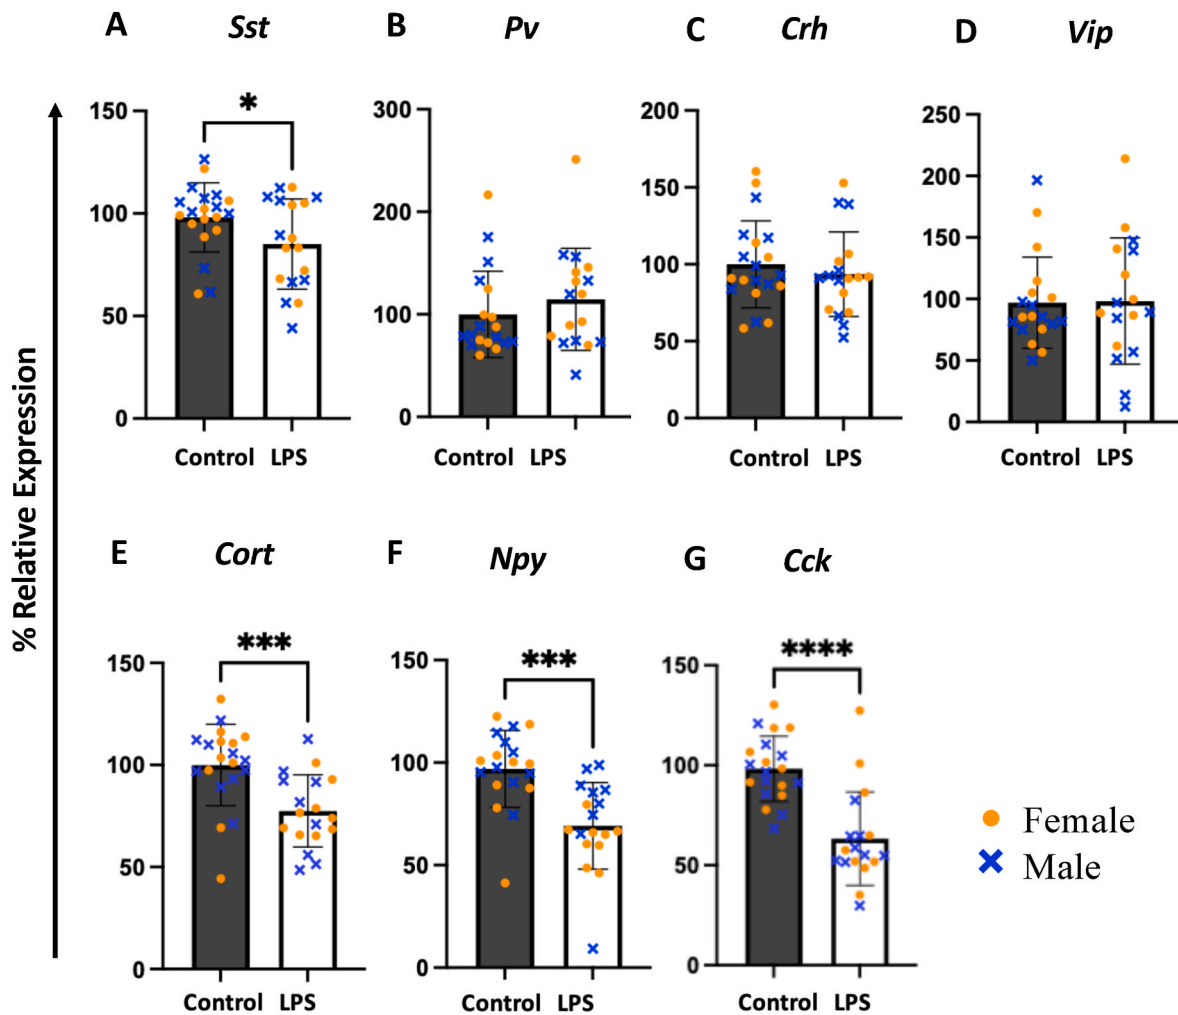 % Relative Expression
A Sst
*
150
100
50
0
Control LPS
B Pv
300
200
100
0
Control LPS
C Crh
200
150
100
50
0
Control LPS
D Vip
250
200
150
100
50
0
Control LPS
E Cort
***
150
100
50
0
Control LPS
F Npy
***
150
100
50
0
Control LPS
G Cck
****
150
100
50
0
Control LPS
Female
Male